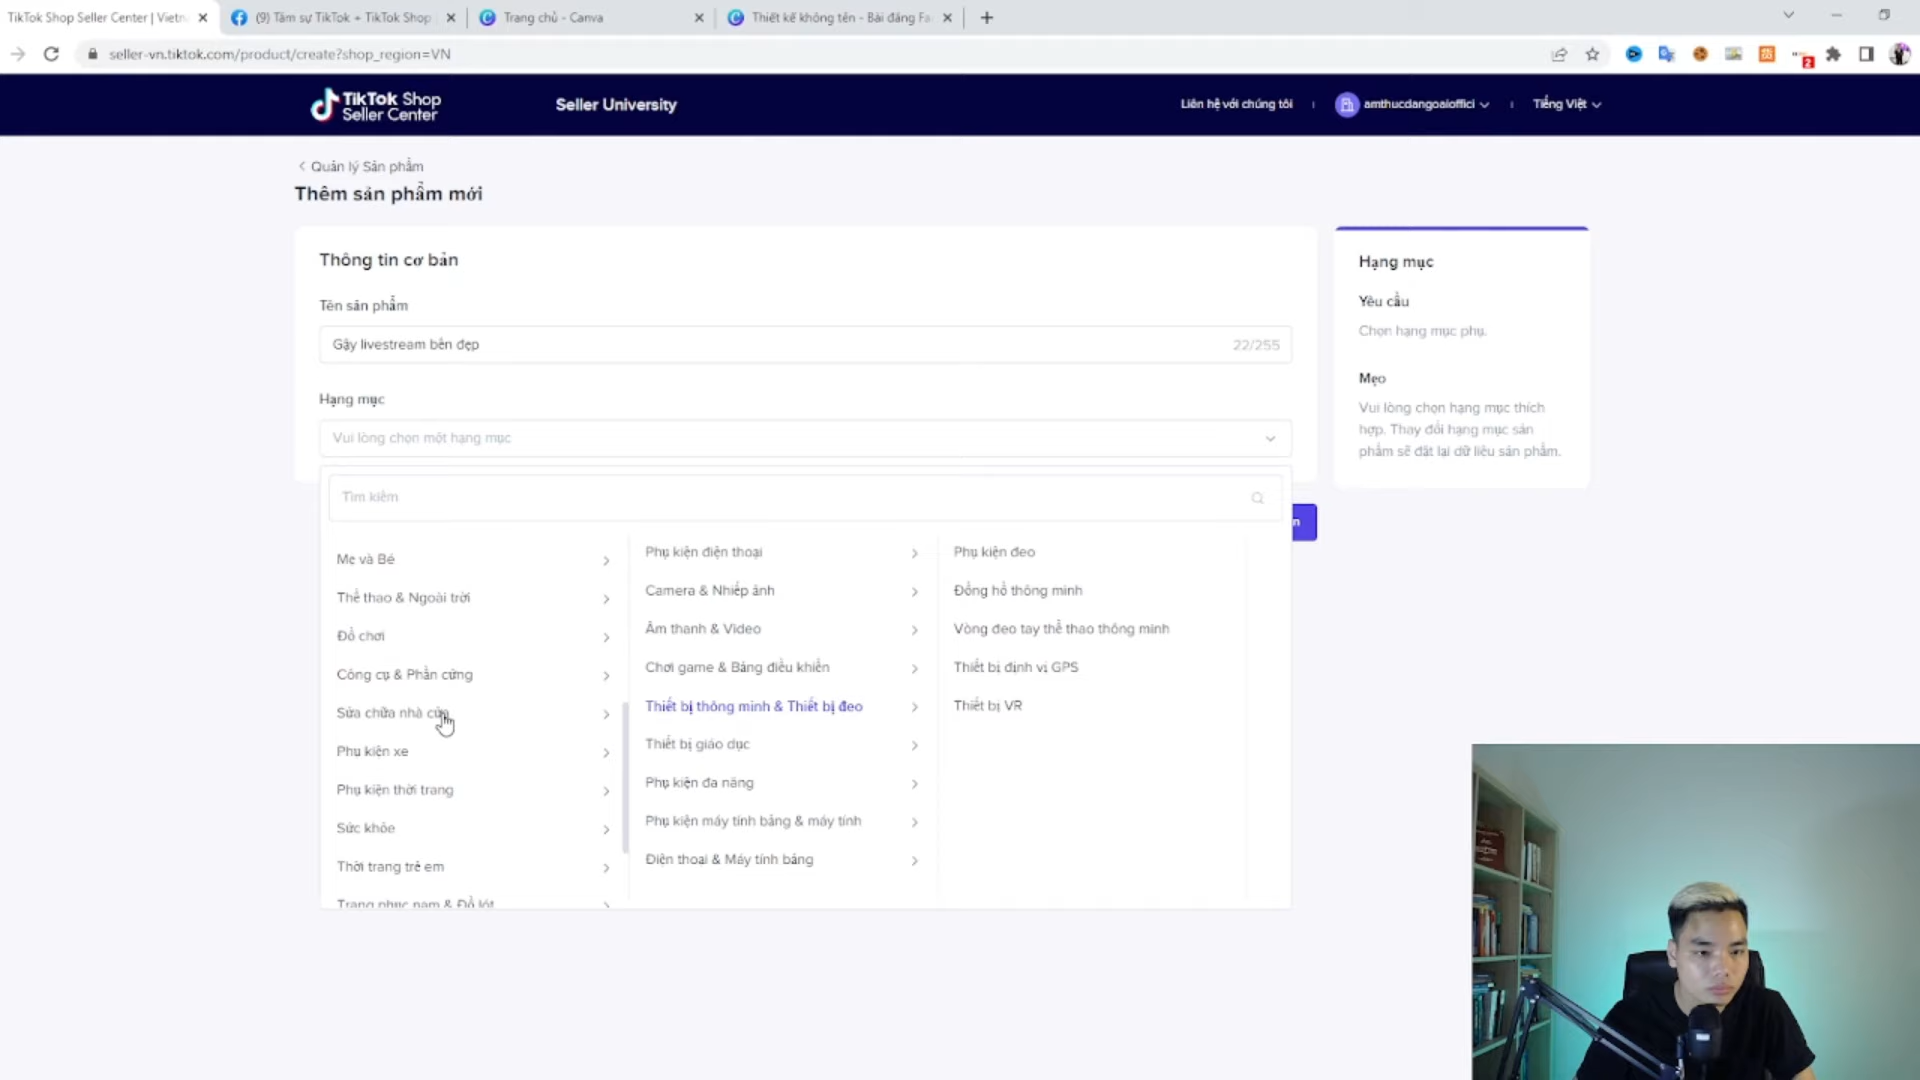 TikTok Shop Seller Center | Vietn
(9) Tâm sự TikTok + TikTok Shop
Trang chủ - Canva
Thiết kế không tên - Bài đăng Fa
seller-vn.tiktok.com/product/create?shop_region=VN
2
TikTok Shop
Seller Center
Seller University
Liên hệ với chúng tôi
amthucdangoaioffici
Tiếng Việt
Quản lý Sản phẩm
Thêm sản phẩm mới
Thông tin cơ bản
Tên sản phẩm
Gậy livestream bền đẹp
22/255
Hạng mục
Vui lòng chọn một hạng mục
Tìm kiếm
n
Mẹ và Bé
Thể thao & Ngoài trời
Đồ chơi
Công cụ & Phần cứng
Sửa chữa nhà cửa
Phụ kiện xe
Phụ kiện thời trang
Sức khỏe
Thời trang trẻ em
Trang phục nam & Đồ lót
Phụ kiện điện thoại
Camera & Nhiếp ảnh
Âm thanh & Video
Chơi game & Bảng điều khiển
Thiết bị thông minh & Thiết bị đeo
Thiết bị giáo dục
Phụ kiện đa năng
Phụ kiện máy tính bảng & máy tính
Điện thoại & Máy tính bảng
Phụ kiện đeo
Đồng hồ thông minh
Vòng đeo tay thể thao thông minh
Thiết bị định vị GPS
Thiết bị VR
Hạng mục
Yêu cầu
Chọn hạng mục phụ.
Mẹo
Vui lòng chọn hạng mục thích
hợp. Thay đổi hạng mục sản
phẩm sẽ đặt lại dữ liệu sản phẩm.